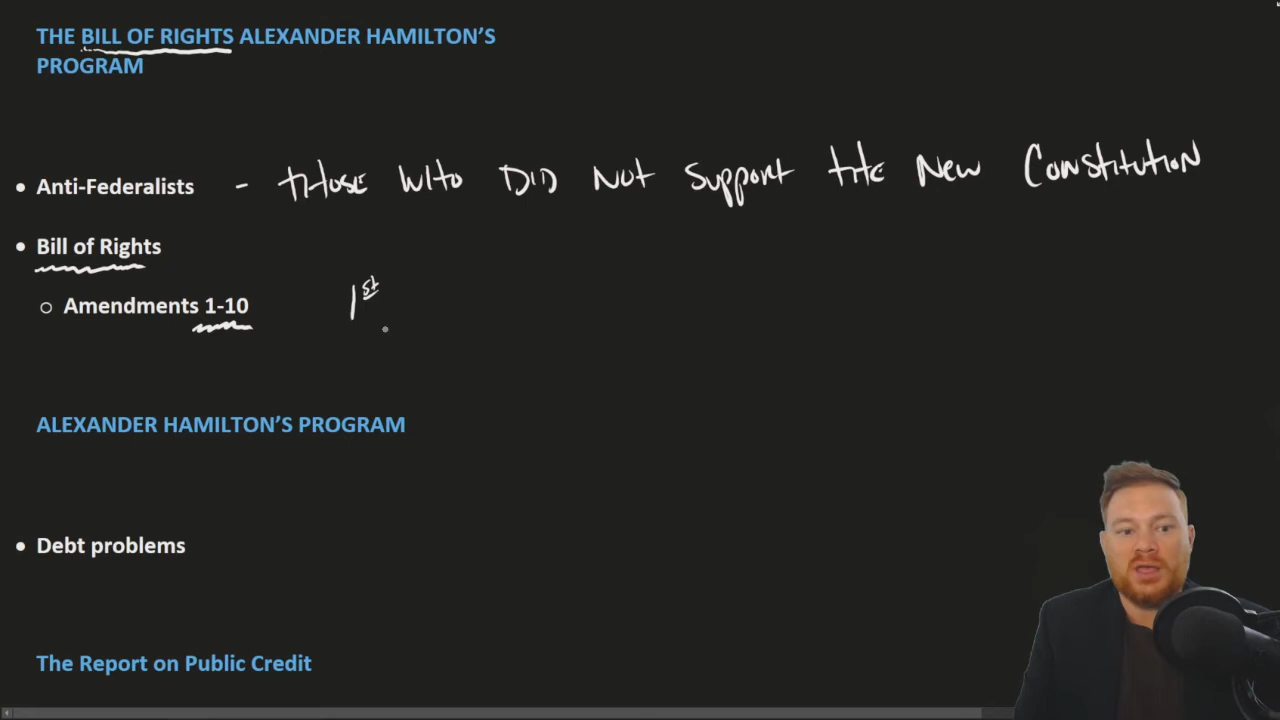 THE BILL OF RIGHTS ALEXANDER HAMILTON'S
PROGRAM
• Anti-Federalists - THOSE WHO DID NOT SUPPORT THE NEW CONSTITUTION
• Bill of Rights
○ Amendments 1-10 1st
ALEXANDER HAMILTON'S PROGRAM
• Debt problems
The Report on Public Credit